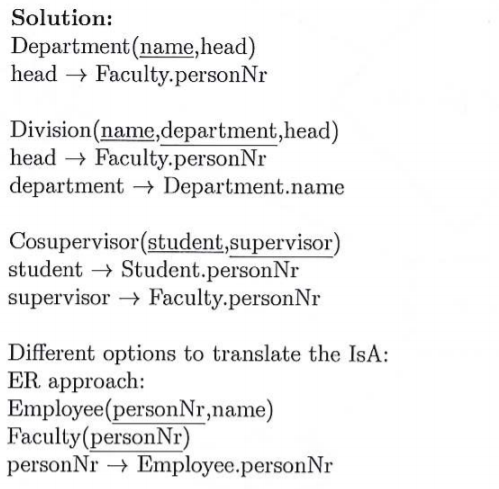 Solution:
Department(name,head)
head → Faculty.personNr
Division(name,department,head)
head → Faculty.personNr
department → Department.name
Cosupervisor(student,supervisor)
student → Student.personNr
supervisor → Faculty.personNr
Different options to translate the IsA:
ER approach:
Employee(personNr,name)
Faculty(personNr)
personNr → Employee.personNr